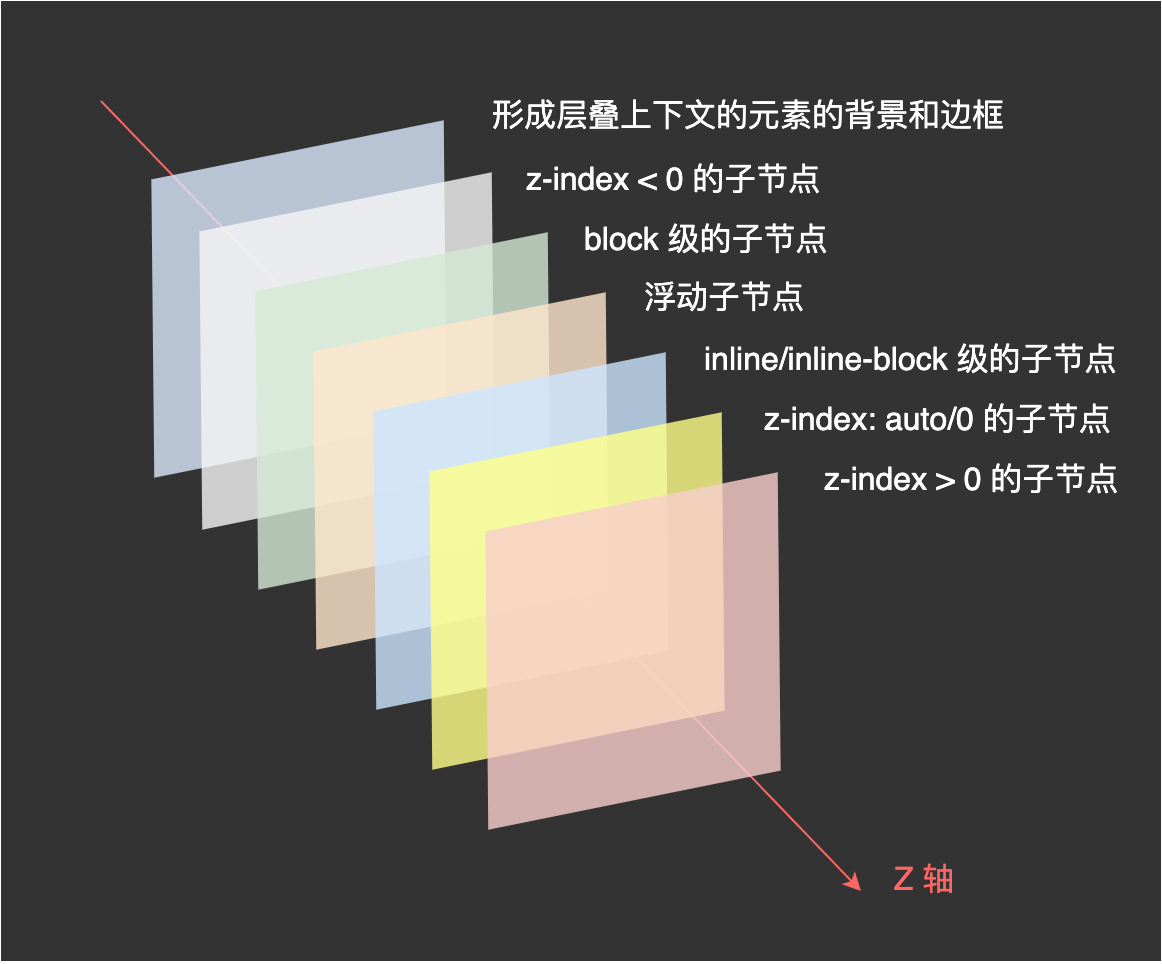 形成层叠上下文的元素的背景和边框
z-index < 0 的子节点
block 级的子节点
浮动子节点
inline/inline-block 级的子节点
z-index: auto/0 的子节点
z-index > 0 的子节点
Z 轴